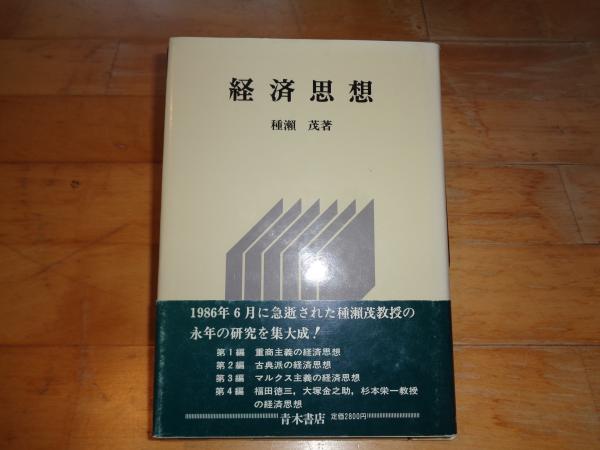 経済思想
種瀬 茂著
1986年6月に急逝された種瀬茂教授の
永年の研究を集大成!
第1編 重商主義の経済思想
第2編 古典派の経済思想
第3編 マルクス主義の経済思想
第4編 福田徳三,大塚金之助,杉本栄一教授
の経済思想
青木書店 定価2800円